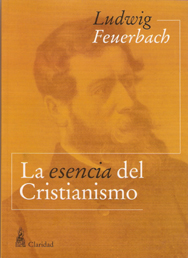 Ludwig
Feuerbach
La esencia del
Cristianismo
Claridad